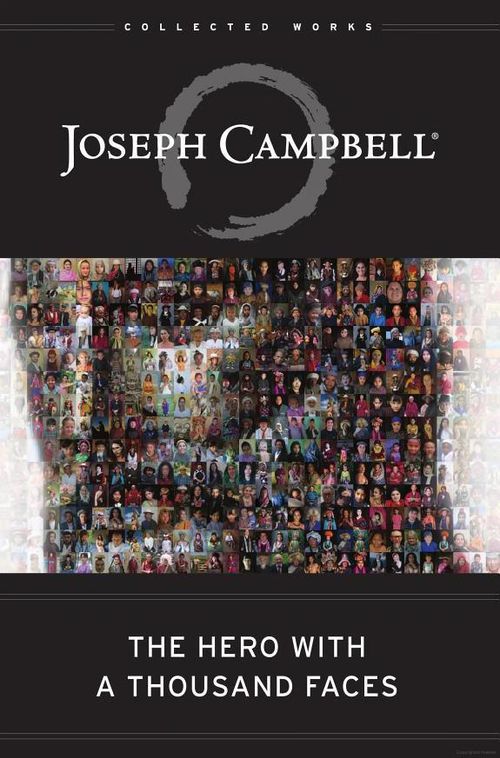 COLLECTED WORKS
JOSEPH CAMPBELL®
THE HERO WITH
A THOUSAND FACES